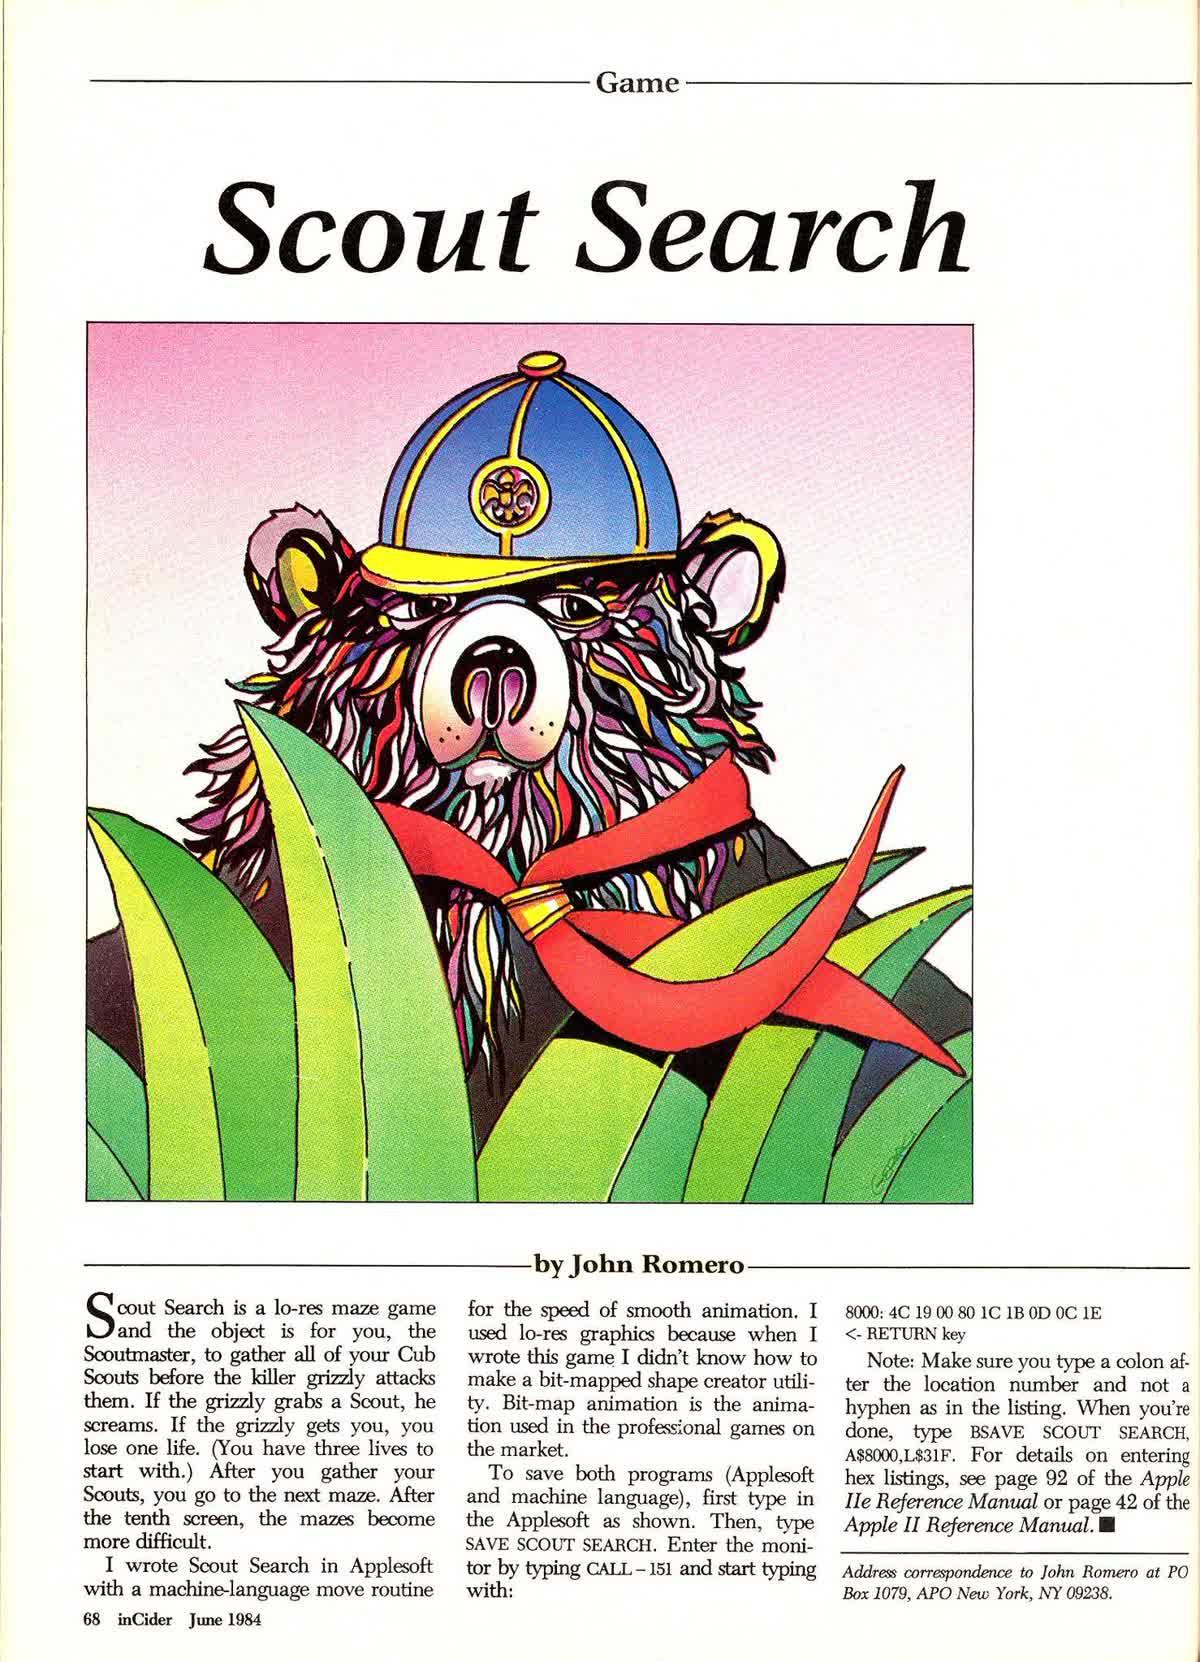 Game
Scout Search
by John Romero
Scout Search is a lo-res maze game
and the object is for you, the
Scoutmaster, to gather all of your Cub
Scouts before the killer grizzly attacks
them. If the grizzly grabs a Scout, he
screams. If the grizzly gets you, you
lose one life. (You have three lives to
start with.) After you gather your
Scouts, you go to the next maze. After
the tenth screen, the mazes become
more difficult.
I wrote Scout Search in Applesoft
with a machine-language move routine
for the speed of smooth animation. I
used lo-res graphics because when I
wrote this game I didn't know how to
make a bit-mapped shape creator utili-
ty. Bit-map animation is the anima-
tion used in the professional games on
the market.
To save both programs (Applesoft
and machine language), first type in
the Applesoft as shown. Then, type
SAVE SCOUT SEARCH. Enter the moni-
tor by typing CALL – 151 and start typing
with:
8000: 4C 19 00 80 1C 1B 0D 0C 1E
<- RETURN key
Note: Make sure you type a colon af-
ter the location number and not a
hyphen as in the listing. When you're
done, type BSAVE SCOUT SEARCH,
A$8000,L$31F. For details on entering
hex listings, see page 92 of the Apple
IIe Reference Manual or page 42 of the
Apple II Reference Manual. ■
Address correspondence to John Romero at PO
Box 1079, APO New York, NY 09238.
68 inCider June 1984